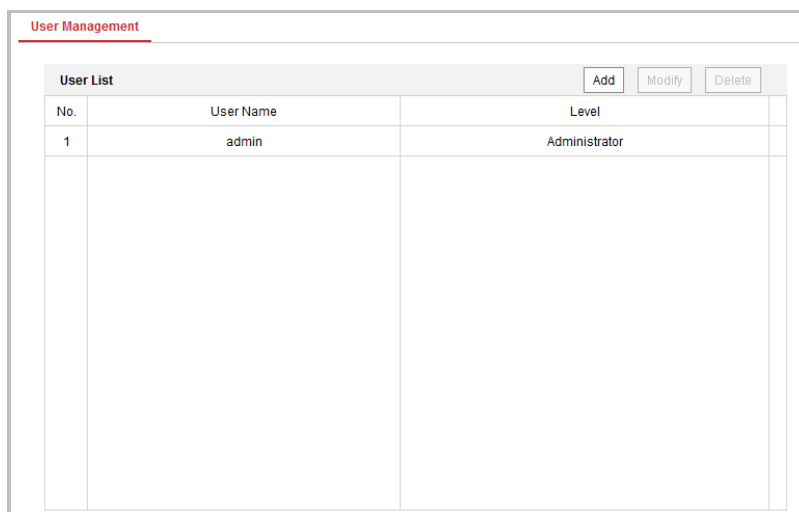 User Management
User List Add Modify Delete
No. User Name Level
1 admin Administrator